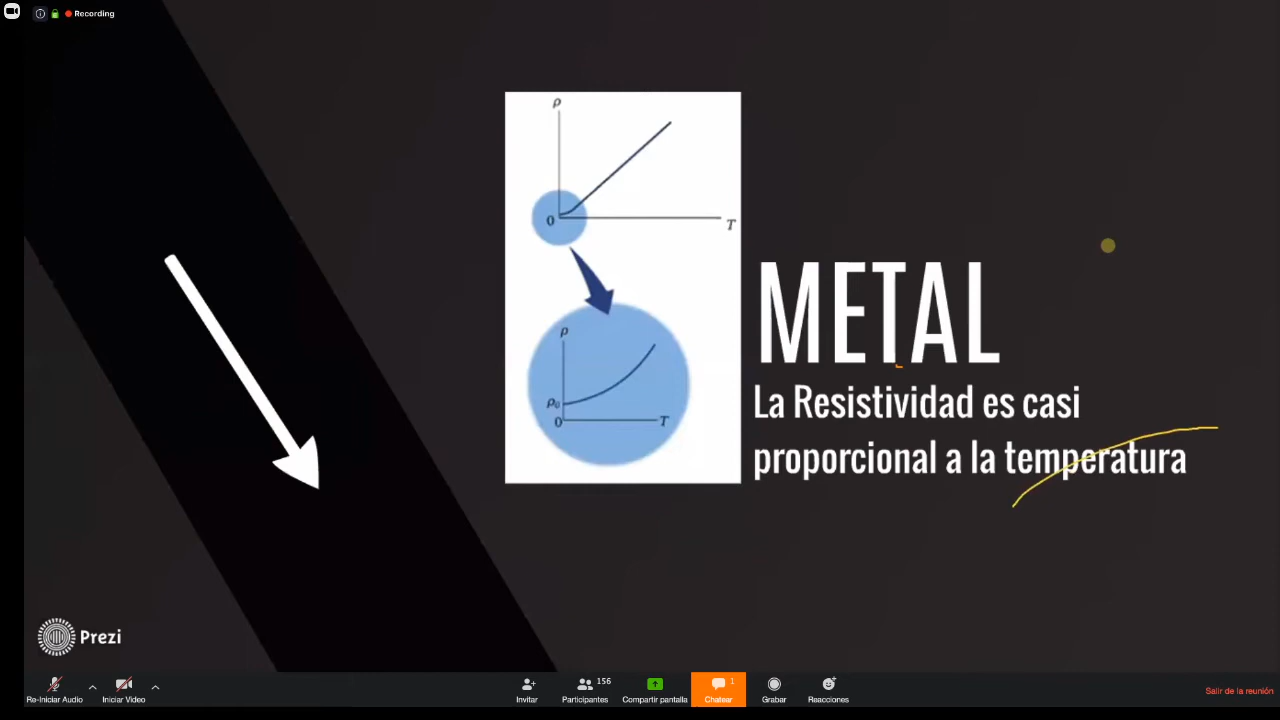 Recording
ρ
0
T
ρ
ρ₀
0
T
METAL
La Resistividad es casi
proporcional a la temperatura
Prezi
Re-Iniciar Audio
Iniciar Video
Invitar
156
Participantes
Compartir pantalla
1
Chatear
Grabar
Reacciones
Salir de la reunión